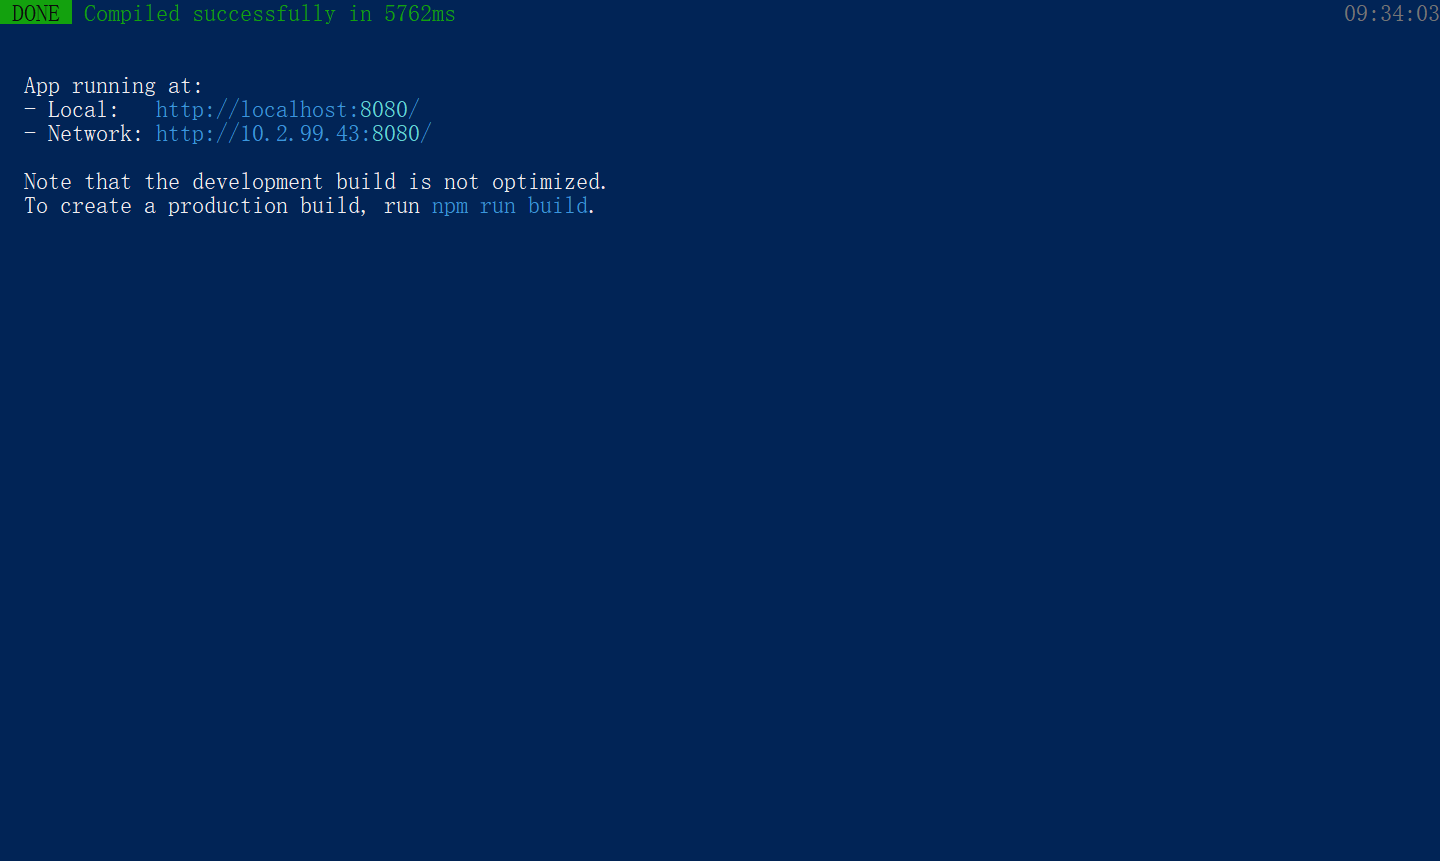 DONE  Compiled successfully in 5762ms 09:34:03
App running at:
- Local:   http://localhost:8080/
- Network: http://10.2.99.43:8080/
Note that the development build is not optimized.
To create a production build, run npm run build.